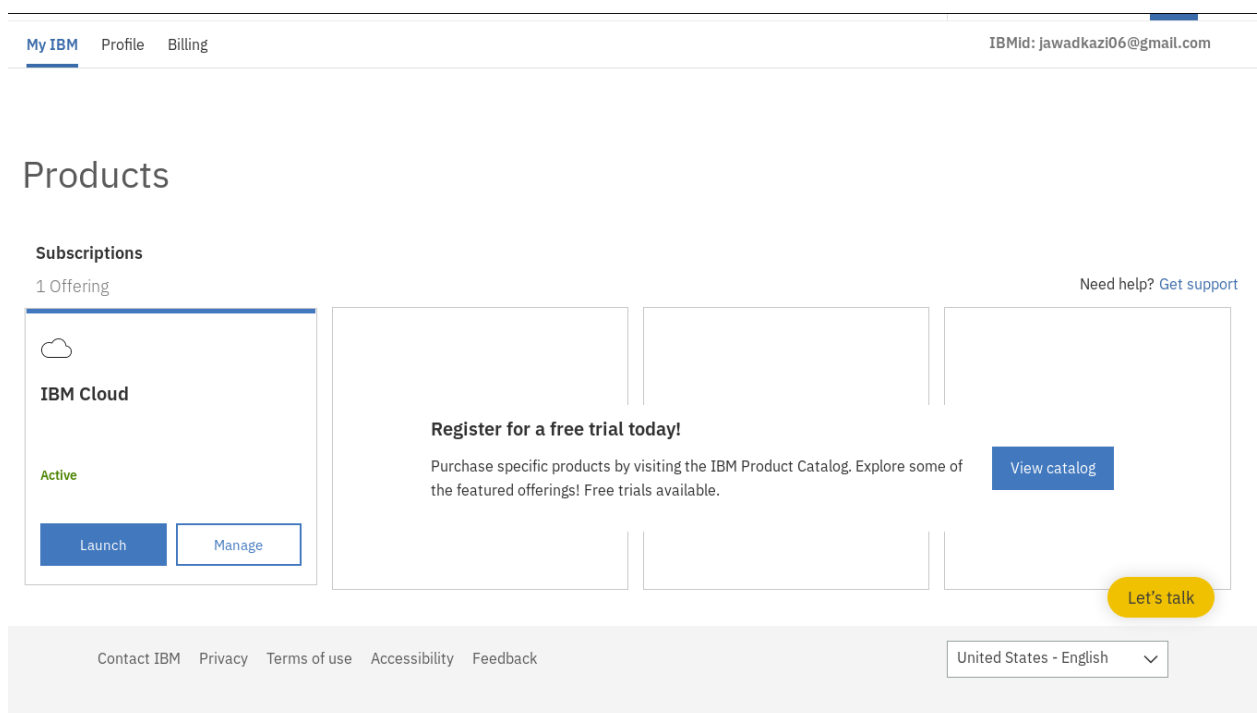 My IBM Profile Billing
IBMid: jawadkazi06@gmail.com
Products
Subscriptions
1 Offering
Need help? Get support
IBM Cloud
Active
Launch Manage
Register for a free trial today!
Purchase specific products by visiting the IBM Product Catalog. Explore some of
the featured offerings! Free trials available.
View catalog
Let’s talk
Contact IBM Privacy Terms of use Accessibility Feedback
United States - English